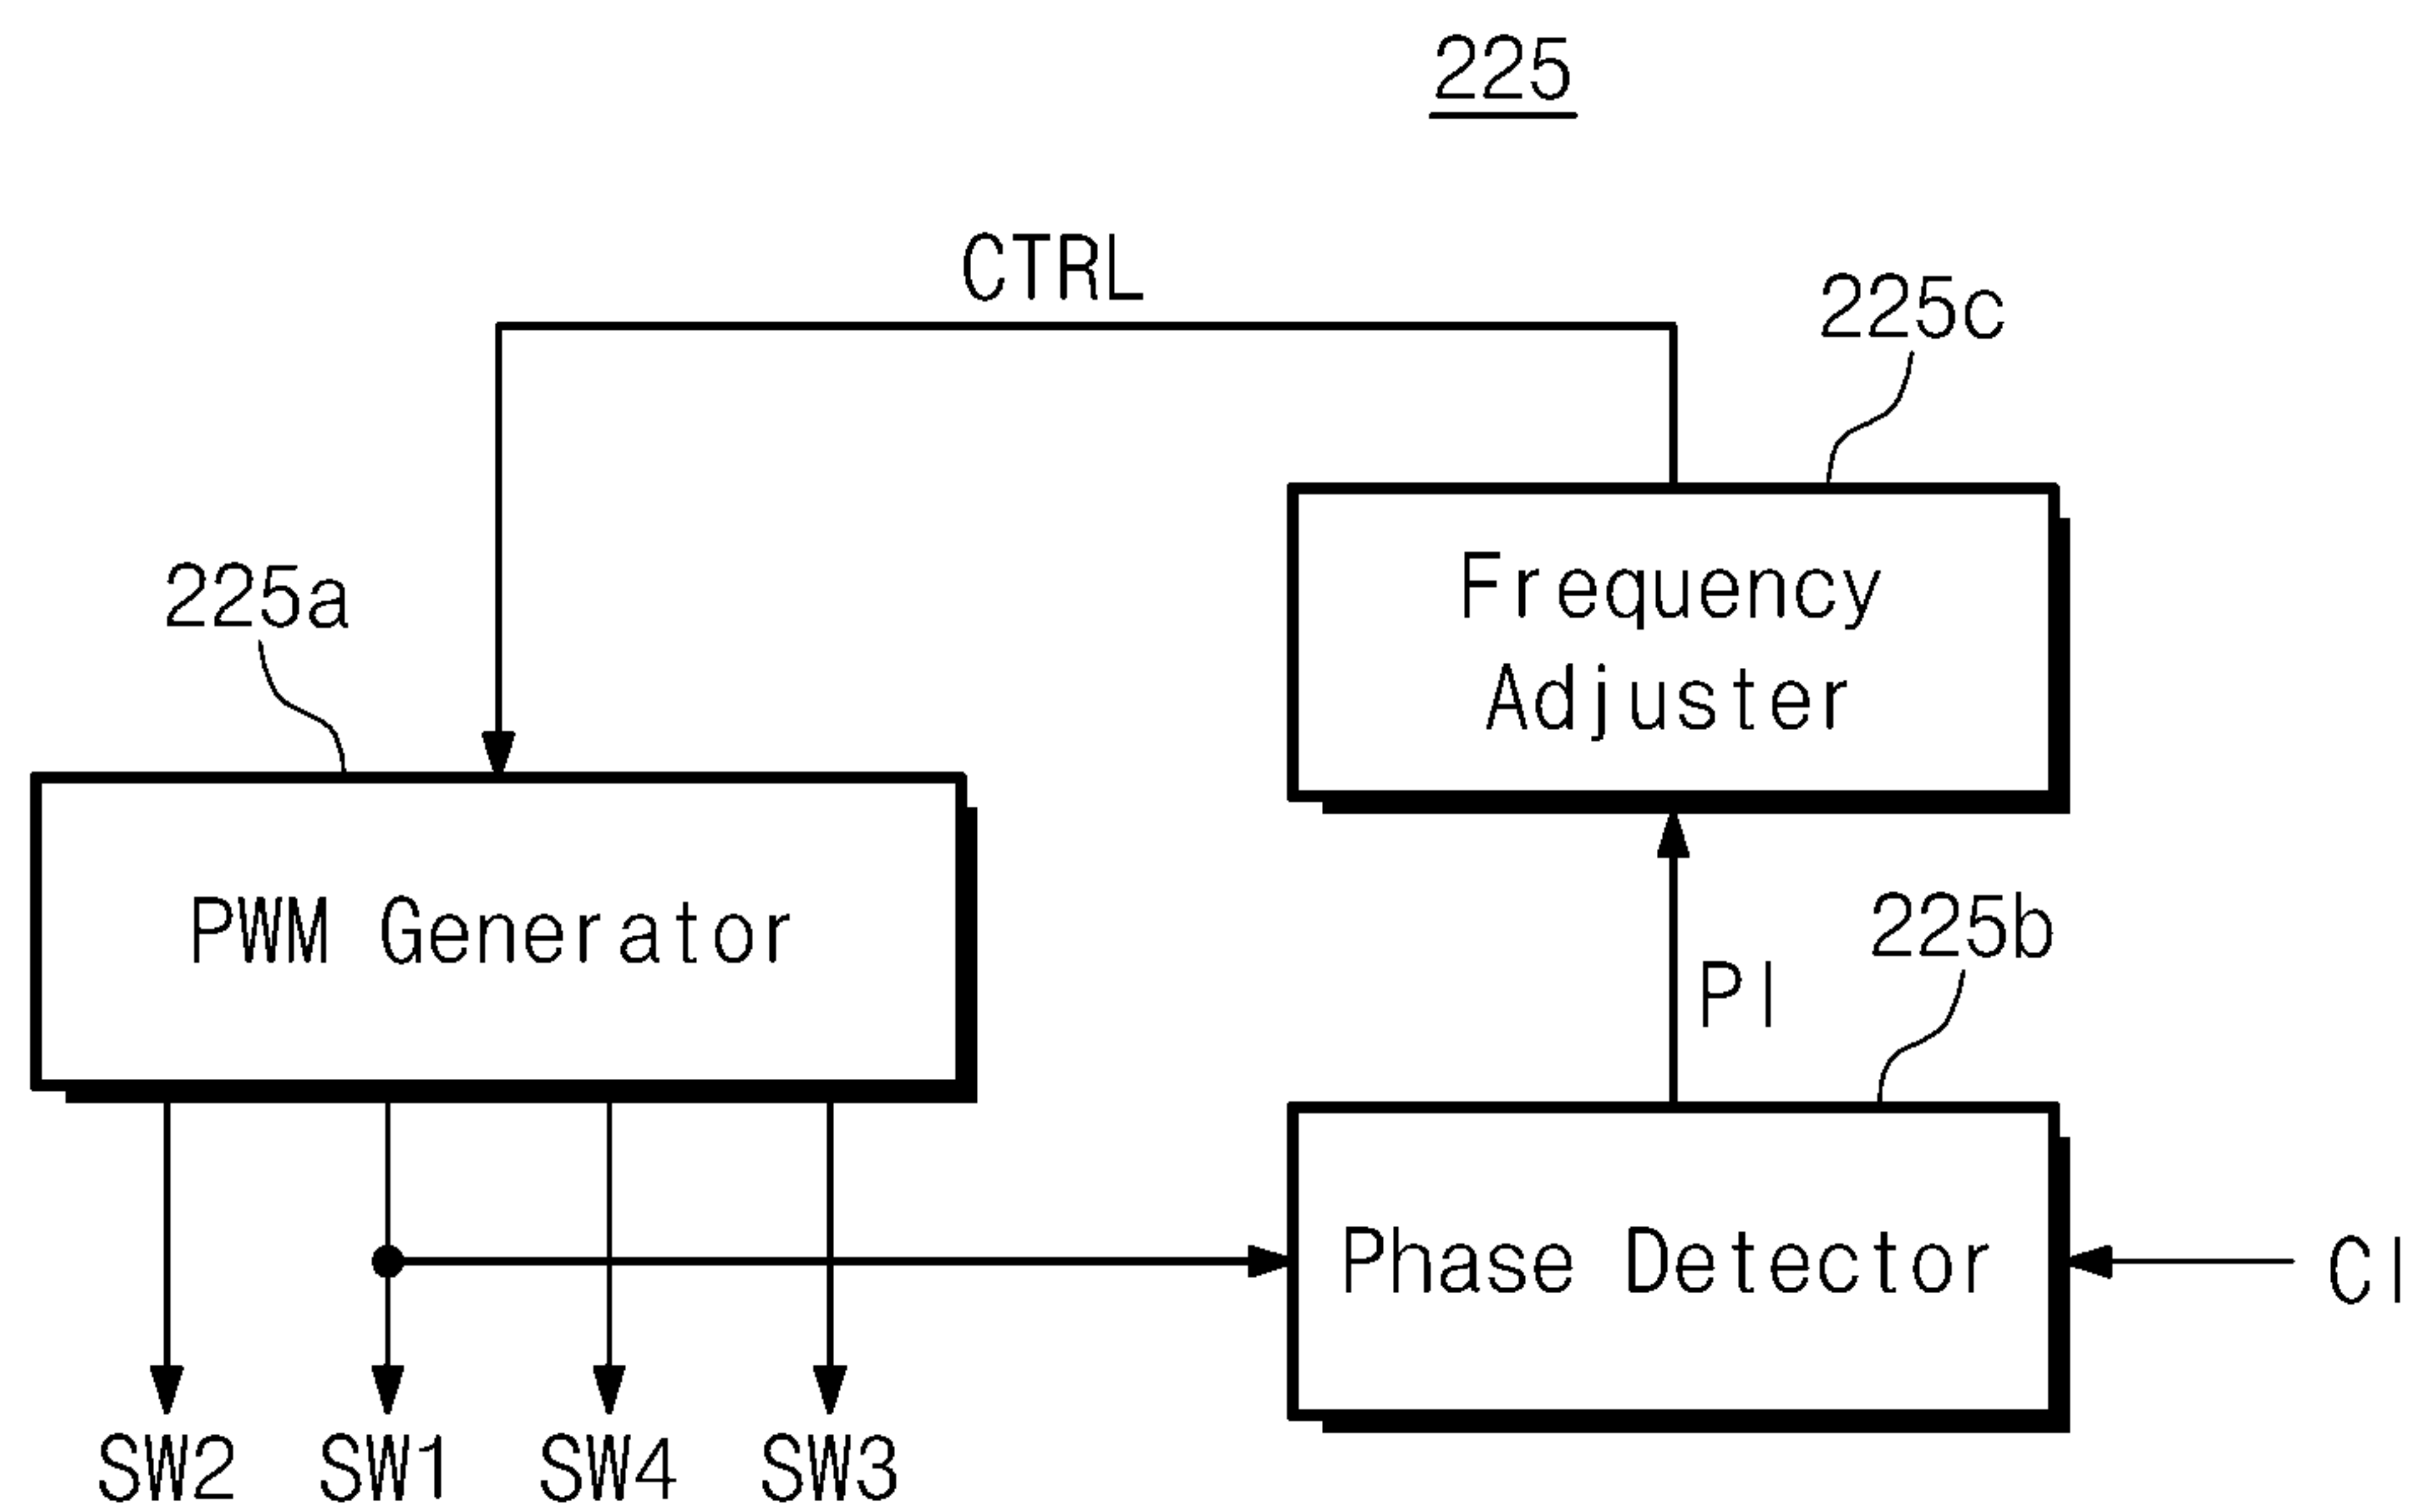 225
CTRL
225c
Frequency
Adjuster
225a
PWM Generator
PI
225b
Phase Detector
CI
SW2
SW1
SW4
SW3